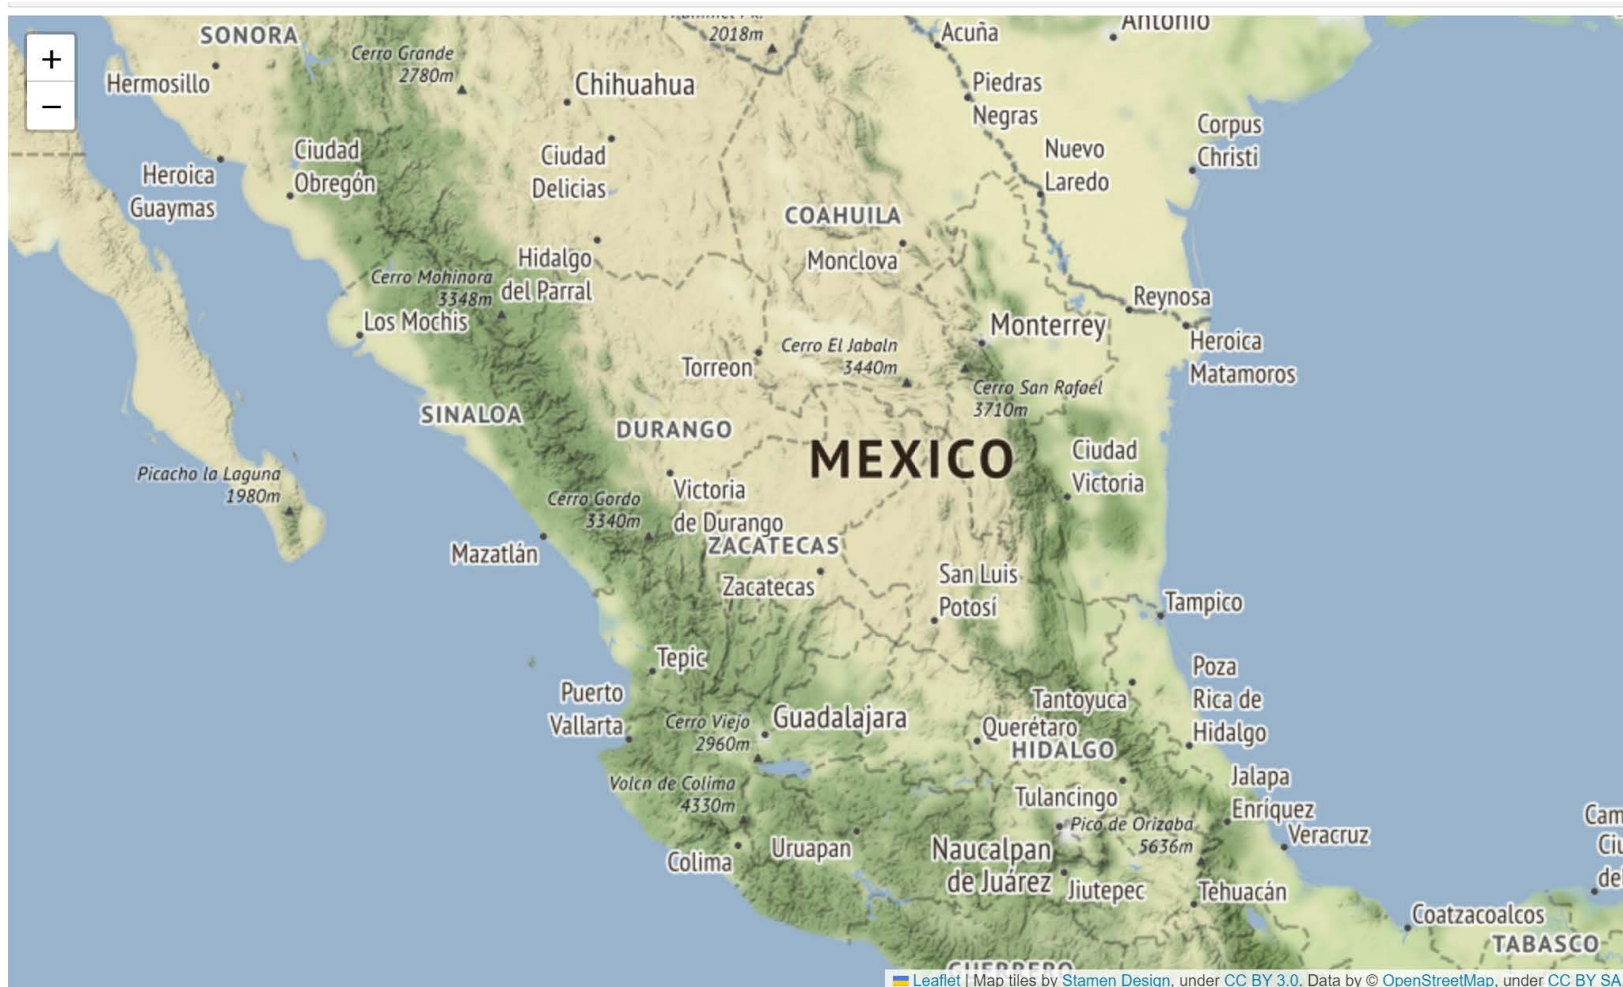 +
−
SONORA
Hermosillo
Cerro Grande
2780m
2018m
Acuña
Antonio
Chihuahua
Piedras
Negras
Corpus
Christi
Ciudad
Obregón
Heroica
Guaymas
Ciudad
Delicias
Nuevo
Laredo
COAHUILA
Monclova
Hidalgo
del Parral
Cerro Mohinora
3348m
Los Mochis
Reynosa
Monterrey
Heroica
Matamoros
Torreon
Cerro El Jabaln
3440m
Cerro San Rafael
3710m
SINALOA
DURANGO
MEXICO
Ciudad
Victoria
Picacho la Laguna
1980m
Cerro Gordo
3340m
Victoria
de Durango
Mazatlán
ZACATECAS
Zacatecas
San Luis
Potosí
Tampico
Tepic
Puerto
Vallarta
Cerro Viejo
2960m
Guadalajara
Tantoyuca
Poza
Rica de
Hidalgo
Querétaro
HIDALGO
Volcn de Colima
4330m
Tulancingo
Jalapa
Enríquez
Pico de Orizaba
5636m
Veracruz
Colima
Uruapan
Naucalpan
de Juárez
Jiutepec
Tehuacán
Cam
Ciu
del
Coatzacoalcos
TABASCO
GUERRERO
Leaflet | Map tiles by Stamen Design, under CC BY 3.0. Data by © OpenStreetMap, under CC BY SA